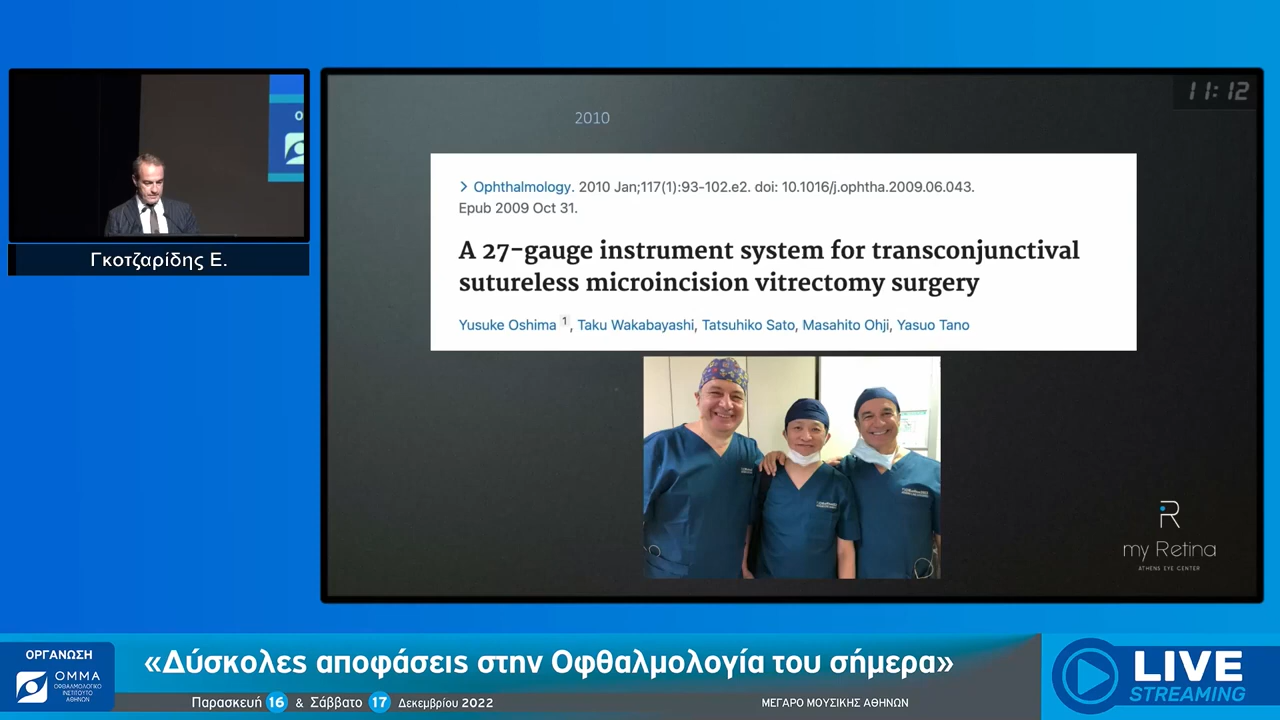 11:12
2010
> Ophthalmology. 2010 Jan;117(1):93-102.e2. doi: 10.1016/j.ophtha.2009.06.043.
Epub 2009 Oct 31.
A 27-gauge instrument system for transconjunctival
sutureless microincision vitrectomy surgery
Yusuke Oshima 1, Taku Wakabayashi, Tatsuhiko Sato, Masahito Ohji, Yasuo Tano
Γκοτζαρίδης Ε.
my Retina
ATHENS EYE CENTER
ΟΡΓΑΝΩΣΗ
ΟΜΜΑ
ΟΦΘΑΛΜΟΛΟΓΙΚΟ
ΙΝΣΤΙΤΟΥΤΟ
ΑΘΗΝΩΝ
«Δύσκολες αποφάσεις στην Οφθαλμολογία του σήμερα»
Παρασκευή 16 & Σάββατο 17 Δεκεμβρίου 2022
ΜΕΓΑΡΟ ΜΟΥΣΙΚΗΣ ΑΘΗΝΩΝ
LIVE
STREAMING